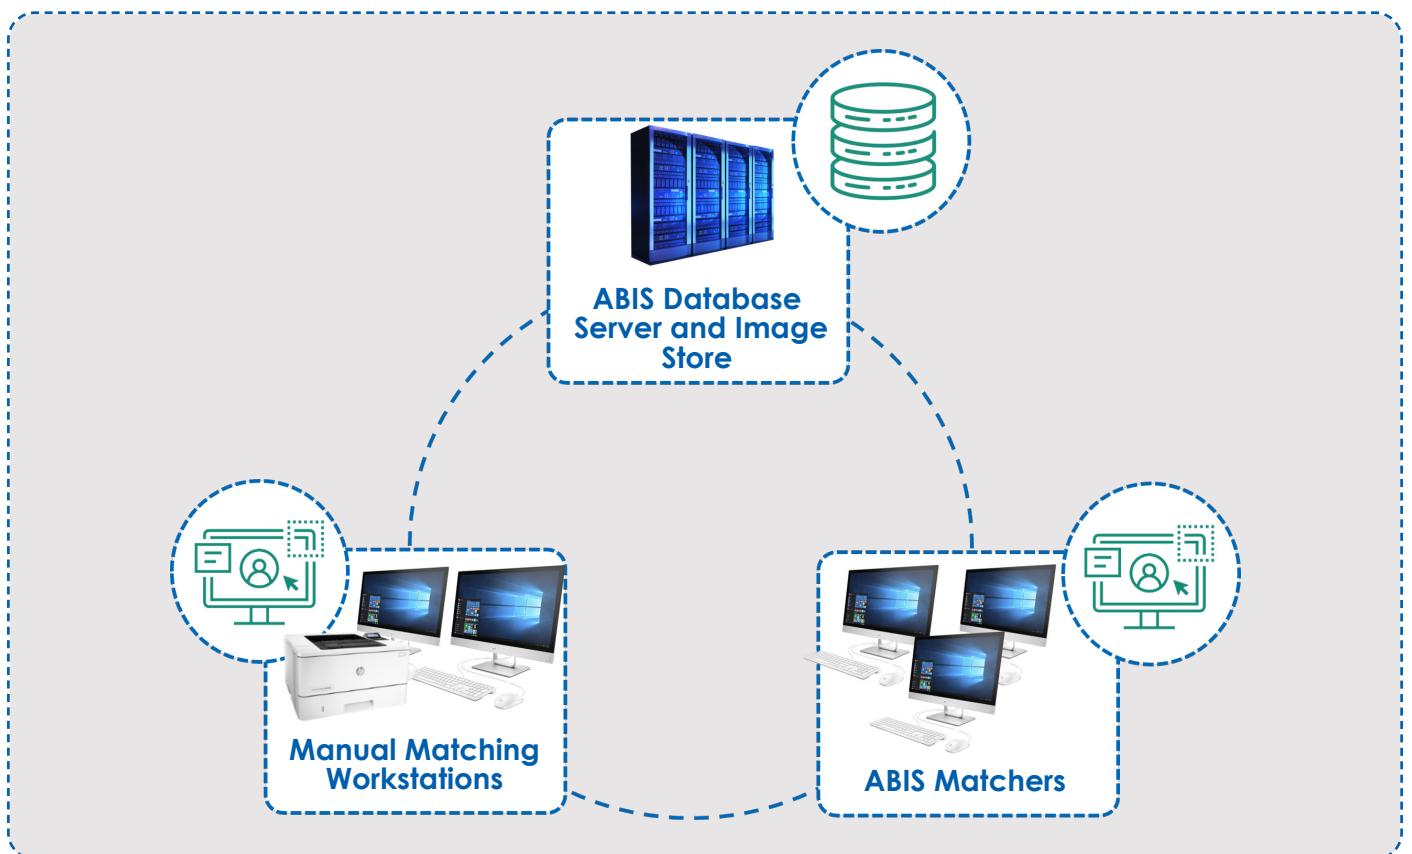 ABIS Database
Server and Image
Store
Manual Matching
Workstations
ABIS Matchers